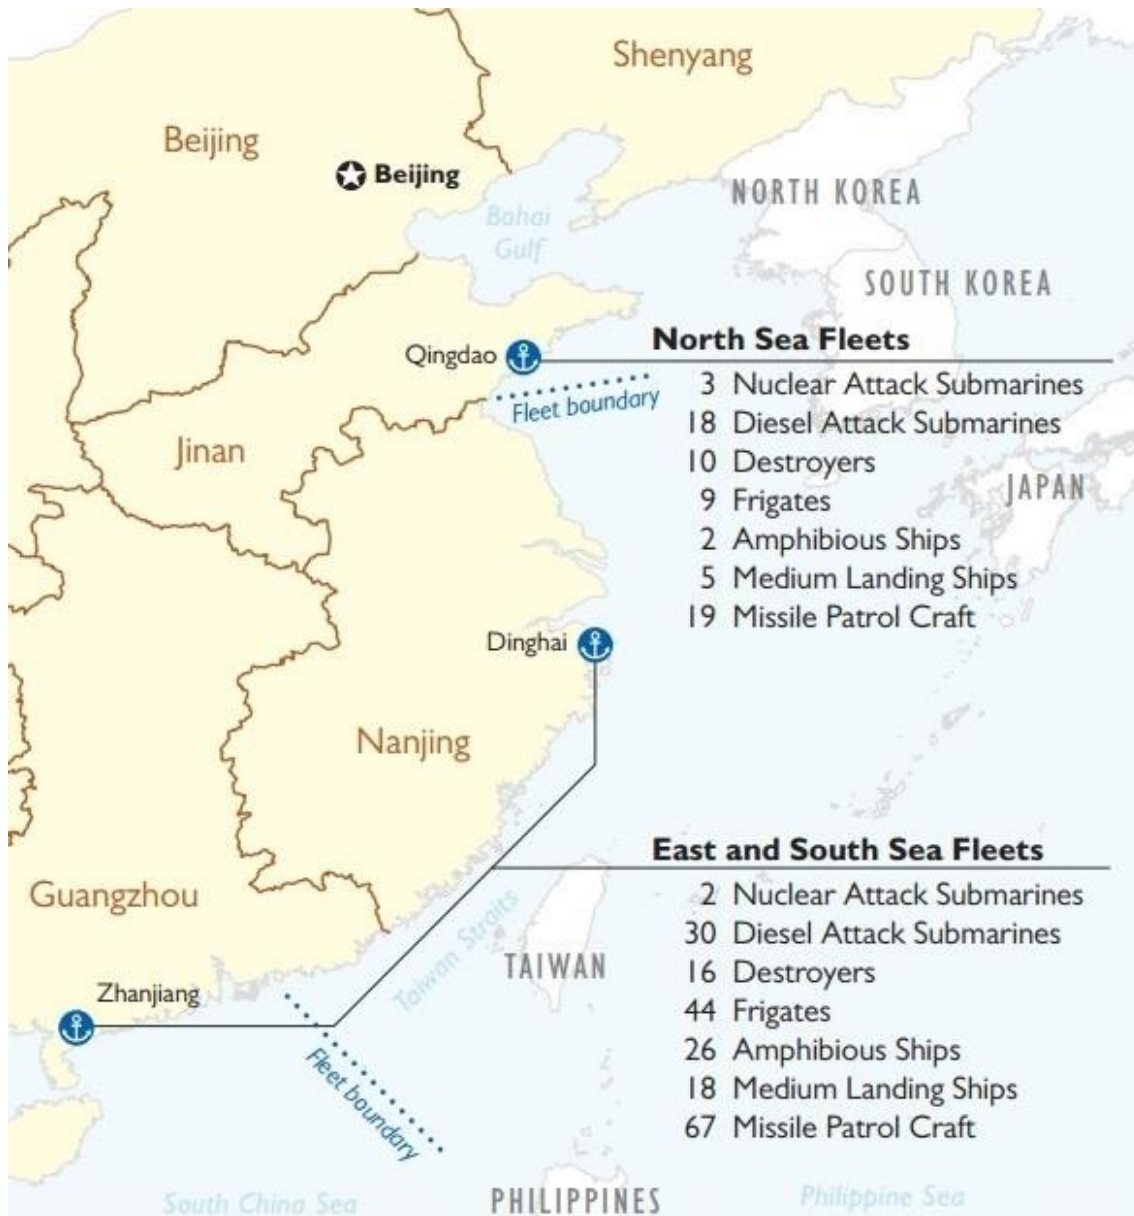 Shenyang
Beijing
Beijing
NORTH KOREA
Bohai
Gulf
SOUTH KOREA
Qingdao
North Sea Fleets
3 Nuclear Attack Submarines
Fleet boundary
18 Diesel Attack Submarines
Jinan
10 Destroyers
JAPAN
9 Frigates
2 Amphibious Ships
5 Medium Landing Ships
19 Missile Patrol Craft
Dinghai
Nanjing
East and South Sea Fleets
Guangzhou
2 Nuclear Attack Submarines
30 Diesel Attack Submarines
Taiwan Straits
TAIWAN
16 Destroyers
Zhanjiang
44 Frigates
26 Amphibious Ships
Fleet boundary
18 Medium Landing Ships
67 Missile Patrol Craft
South China Sea
PHILIPPINES
Philippine Sea